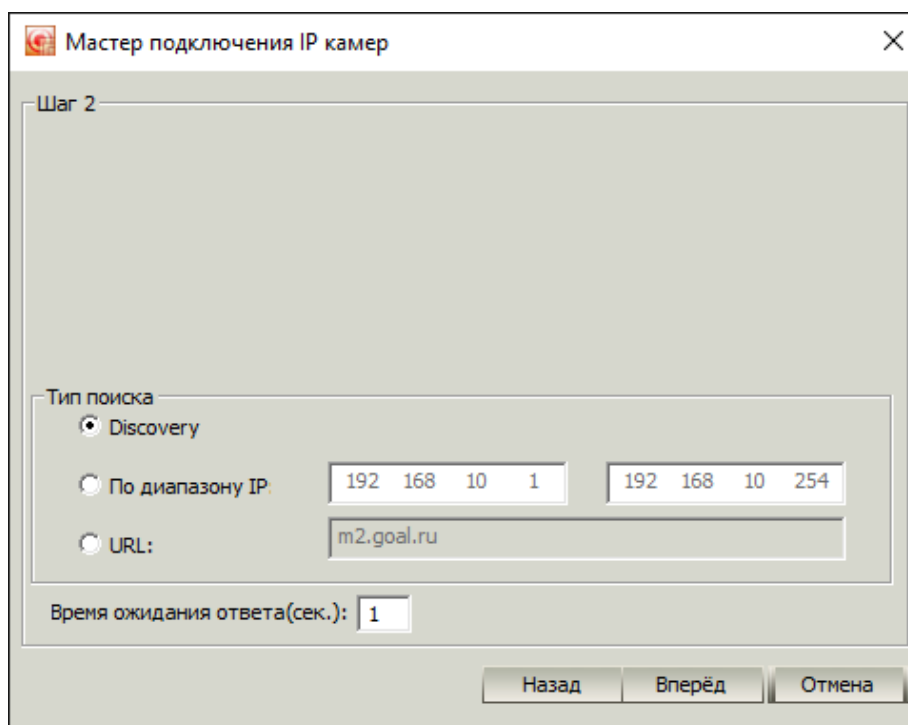 Мастер подключения IP камер
Шаг 2
Тип поиска
Discovery
По диапазону IP: 192 168 10 1 192 168 10 254
URL: m2.goal.ru
Время ожидания ответа(сек.): 1
Назад Вперёд Отмена